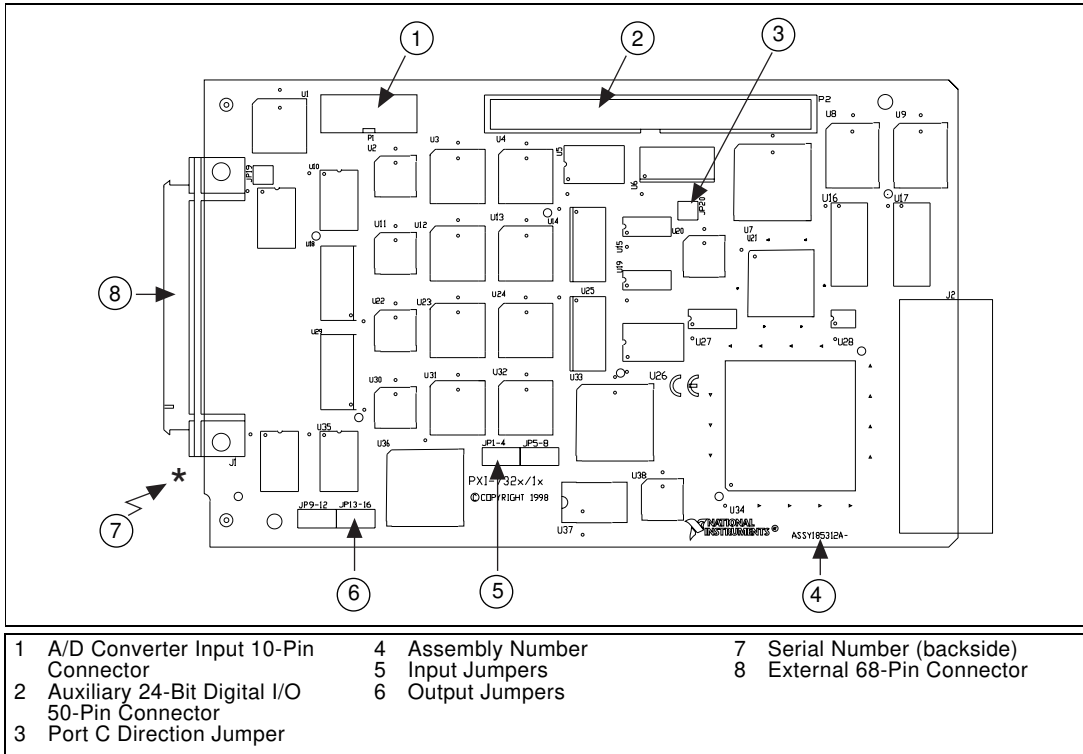 1
2
3
U1
P1
P2
U2
U3
U4
U5
U6
U8
U9
JP19
U10
JP20
U16
U17
U11
U12
U13
U14
U15
U20
U7
U21
U18
U19
U22
U23
U24
U25
J2
8
U29
U27
U28
U30
U31
U32
U33
U26
CE
U35
U36
J1
JP1-4
JP5-8
PXI-732x/1x
©COPYRIGHT 1998
*
U38
JP9-12
JP13-16
U37
U34
NATIONAL
INSTRUMENTS ®
ASSY185312A-
7
6
5
4
1 A/D Converter Input 10-Pin
Connector
2 Auxiliary 24-Bit Digital I/O
50-Pin Connector
3 Port C Direction Jumper
4 Assembly Number
5 Input Jumpers
6 Output Jumpers
7 Serial Number (backside)
8 External 68-Pin Connector